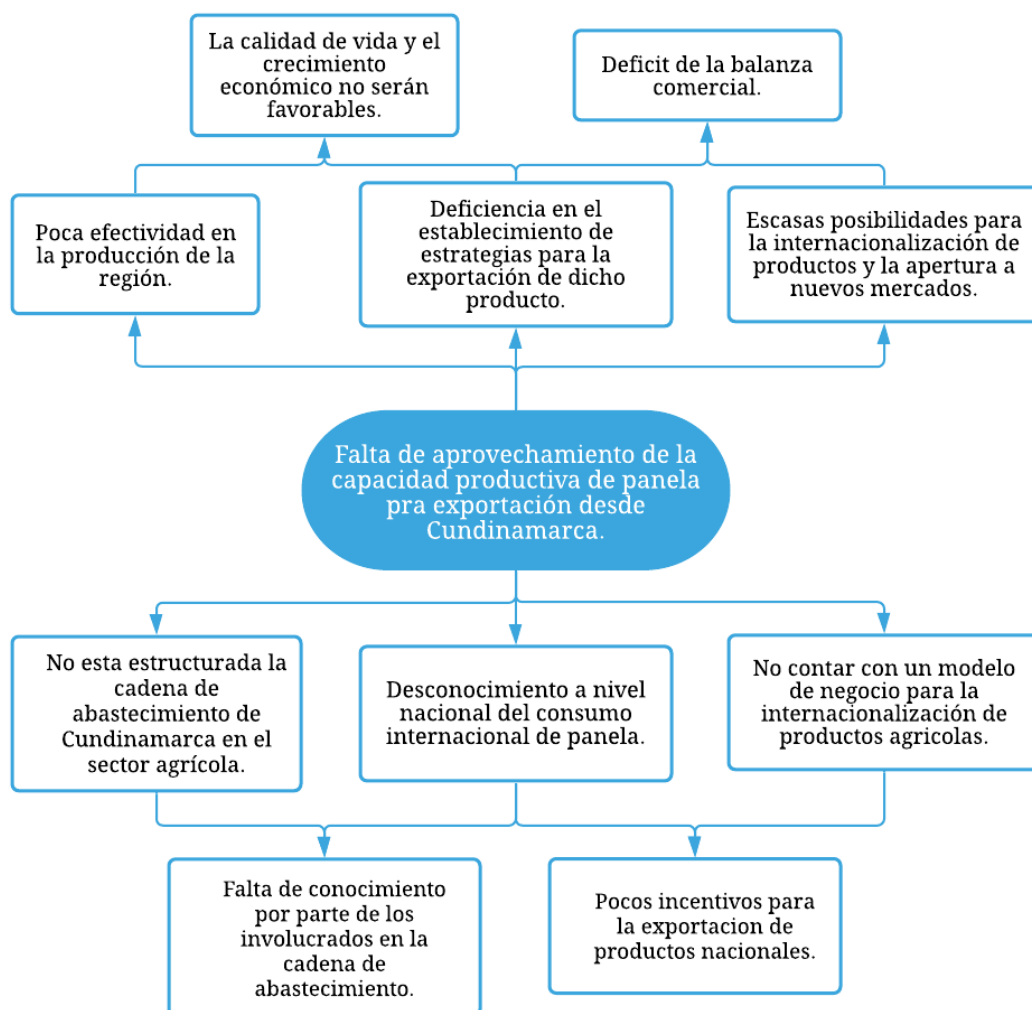 La calidad de vida y el
crecimiento
económico no serán
favorables.
Deficit de la balanza
comercial.
Poca efectividad en
la producción de la
región.
Deficiencia en el
establecimiento de
estrategias para la
exportación de dicho
producto.
Escasas posibilidades para
la internacionalización de
productos y la apertura a
nuevos mercados.
Falta de aprovechamiento de la
capacidad productiva de panela
pra exportación desde
Cundinamarca.
No esta estructurada la
cadena de
abastecimiento de
Cundinamarca en el
sector agrícola.
Desconocimiento a nivel
nacional del consumo
internacional de panela.
No contar con un modelo
de negocio para la
internacionalización de
productos agricolas.
Falta de conocimiento
por parte de los
involucrados en la
cadena de
abastecimiento.
Pocos incentivos para
la exportacion de
productos nacionales.